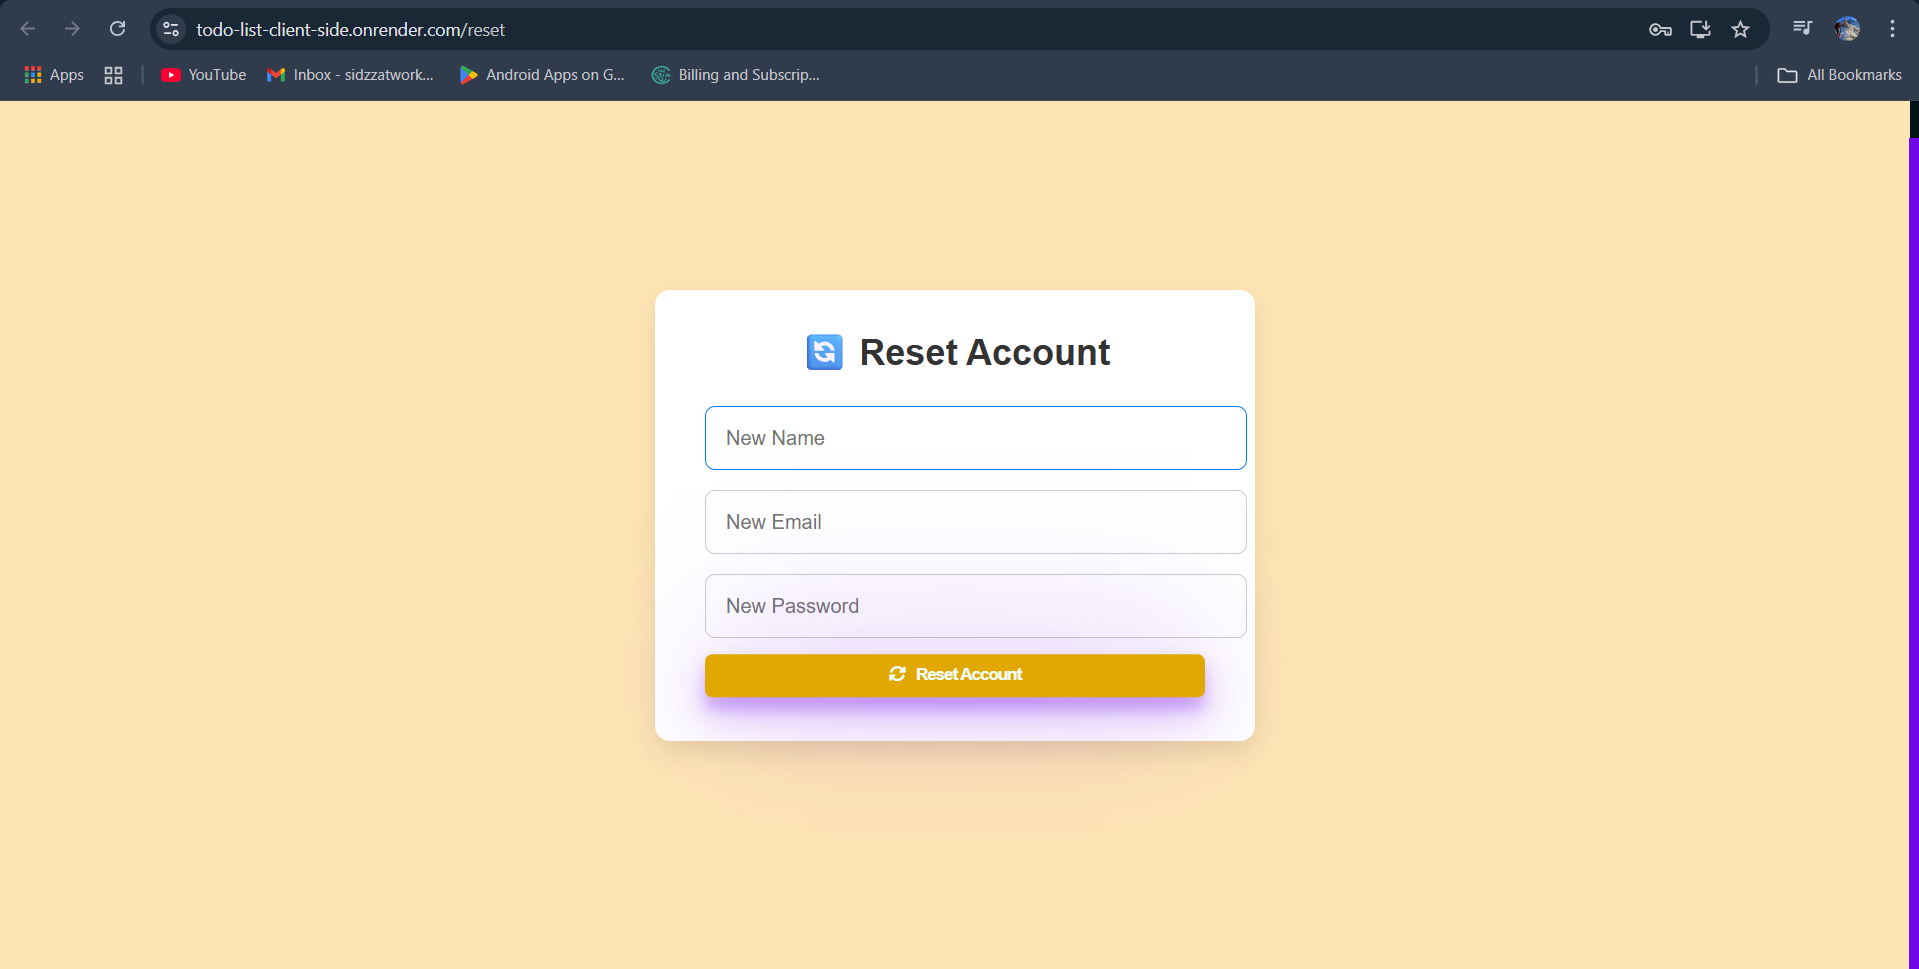 todo-list-client-side.onrender.com/reset
Apps YouTube Inbox - sidzzatwork... Android Apps on G... Billing and Subscrip... All Bookmarks
Reset Account
New Name
New Email
New Password
Reset Account